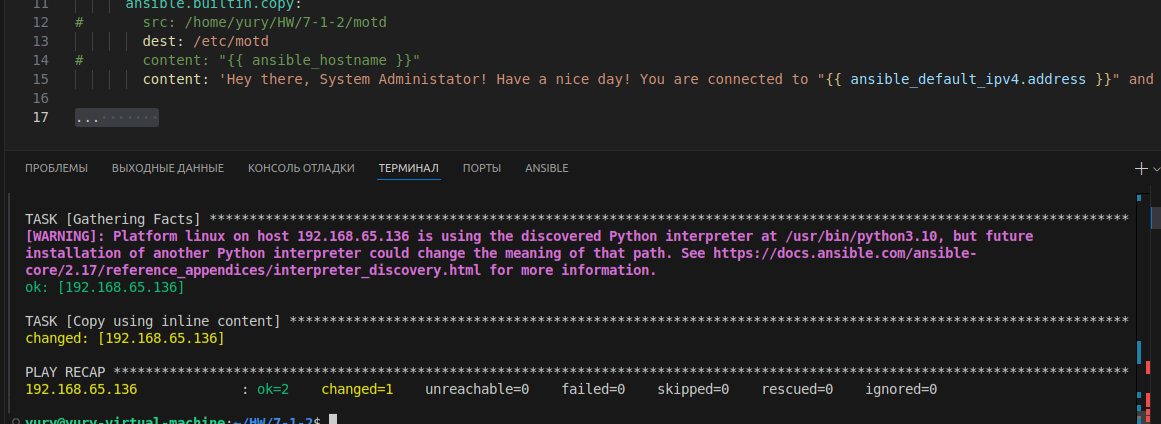 11 ansible.builtin.copy:
12 # src: /home/yury/HW/7-1-2/motd
13 dest: /etc/motd
14 # content: "{{ ansible_hostname }}"
15 content: 'Hey there, System Administator! Have a nice day! You are connected to "{{ ansible_default_ipv4.address }}" and
16
17 ...
ПРОБЛЕМЫ ВЫХОДНЫЕ ДАННЫЕ КОНСОЛЬ ОТЛАДКИ ТЕРМИНАЛ ПОРТЫ ANSIBLE
TASK [Gathering Facts] *******************************************************************************************************************
[WARNING]: Platform linux on host 192.168.65.136 is using the discovered Python interpreter at /usr/bin/python3.10, but future
installation of another Python interpreter could change the meaning of that path. See https://docs.ansible.com/ansible-
core/2.17/reference_appendices/interpreter_discovery.html for more information.
ok: [192.168.65.136]
TASK [Copy using inline content] *********************************************************************************************************
changed: [192.168.65.136]
PLAY RECAP *******************************************************************************************************************************
192.168.65.136 : ok=2 changed=1 unreachable=0 failed=0 skipped=0 rescued=0 ignored=0
yury@yury-virtual-machine:~/HW/7-1-2$